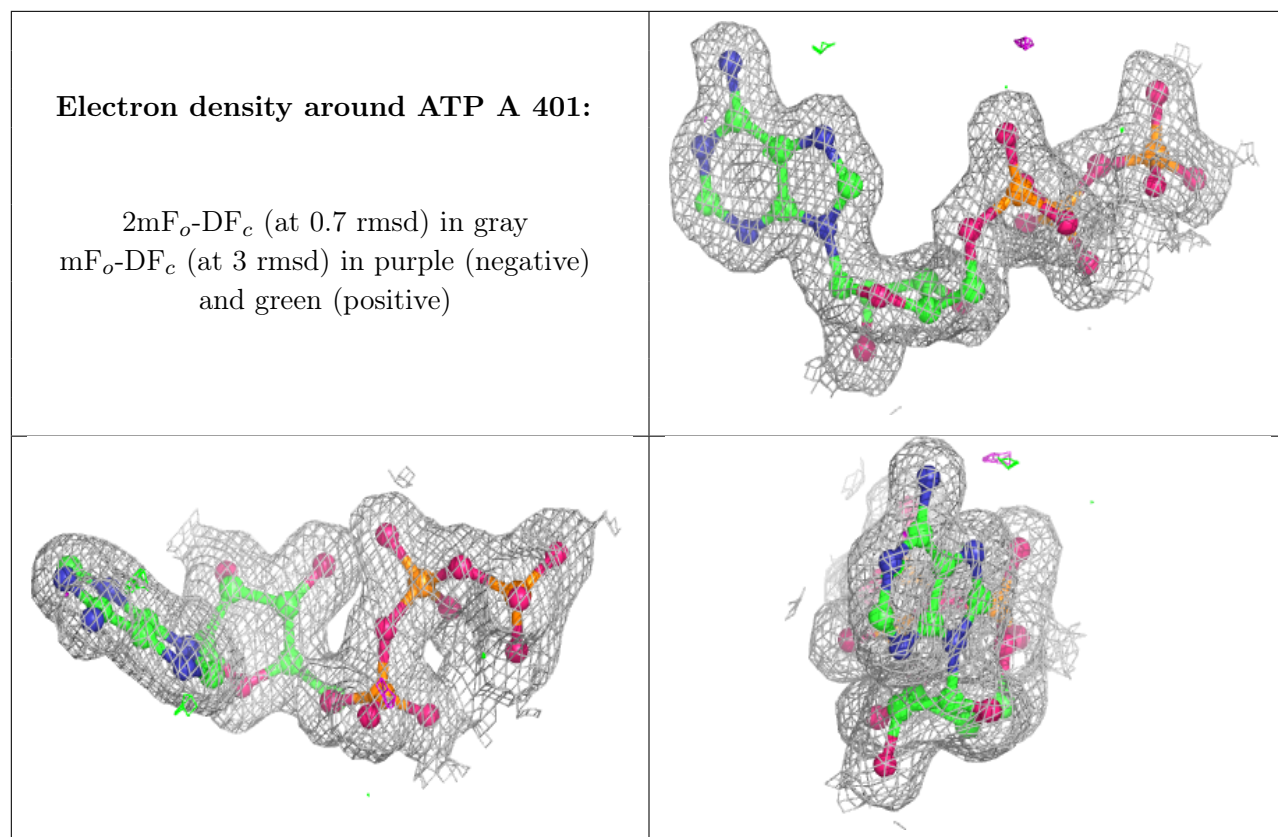 Electron density around ATP A 401:
2mFo-DFc (at 0.7 rmsd) in gray
mFo-DFc (at 3 rmsd) in purple (negative)
and green (positive)